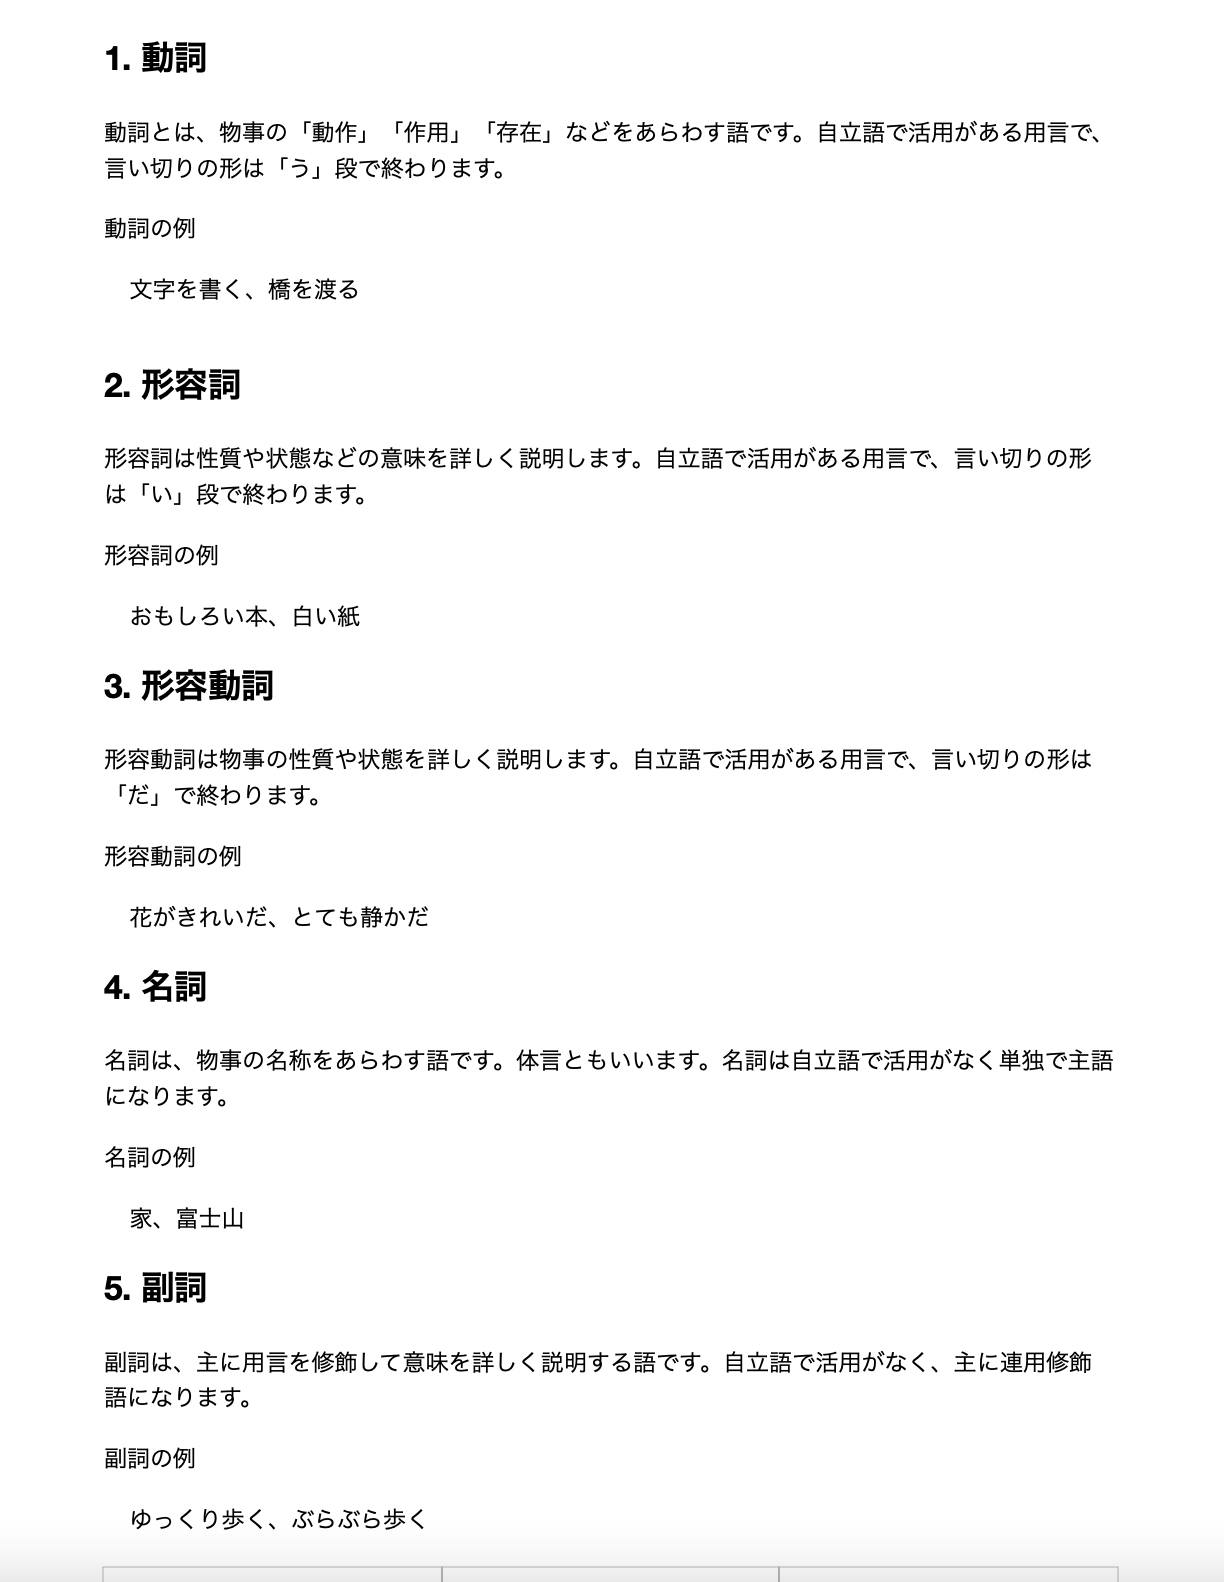 1. 動詞
動詞とは、物事の「動作」「作用」「存在」などをあらわす語です。自立語で活用がある用言で、
言い切りの形は「う」段で終わります。
動詞の例
文字を書く、橋を渡る
2. 形容詞
形容詞は性質や状態などの意味を詳しく説明します。自立語で活用がある用言で、言い切りの形
は「い」段で終わります。
形容詞の例
おもしろい本、白い紙
3. 形容動詞
形容動詞は物事の性質や状態を詳しく説明します。自立語で活用がある用言で、言い切りの形は
「だ」で終わります。
形容動詞の例
花がきれいだ、とても静かだ
4. 名詞
名詞は、物事の名称をあらわす語です。体言ともいいます。名詞は自立語で活用がなく単独で主語
になります。
名詞の例
家、富士山
5. 副詞
副詞は、主に用言を修飾して意味を詳しく説明する語です。自立語で活用がなく、主に連用修飾
語になります。
副詞の例
ゆっくり歩く、ぶらぶら歩く